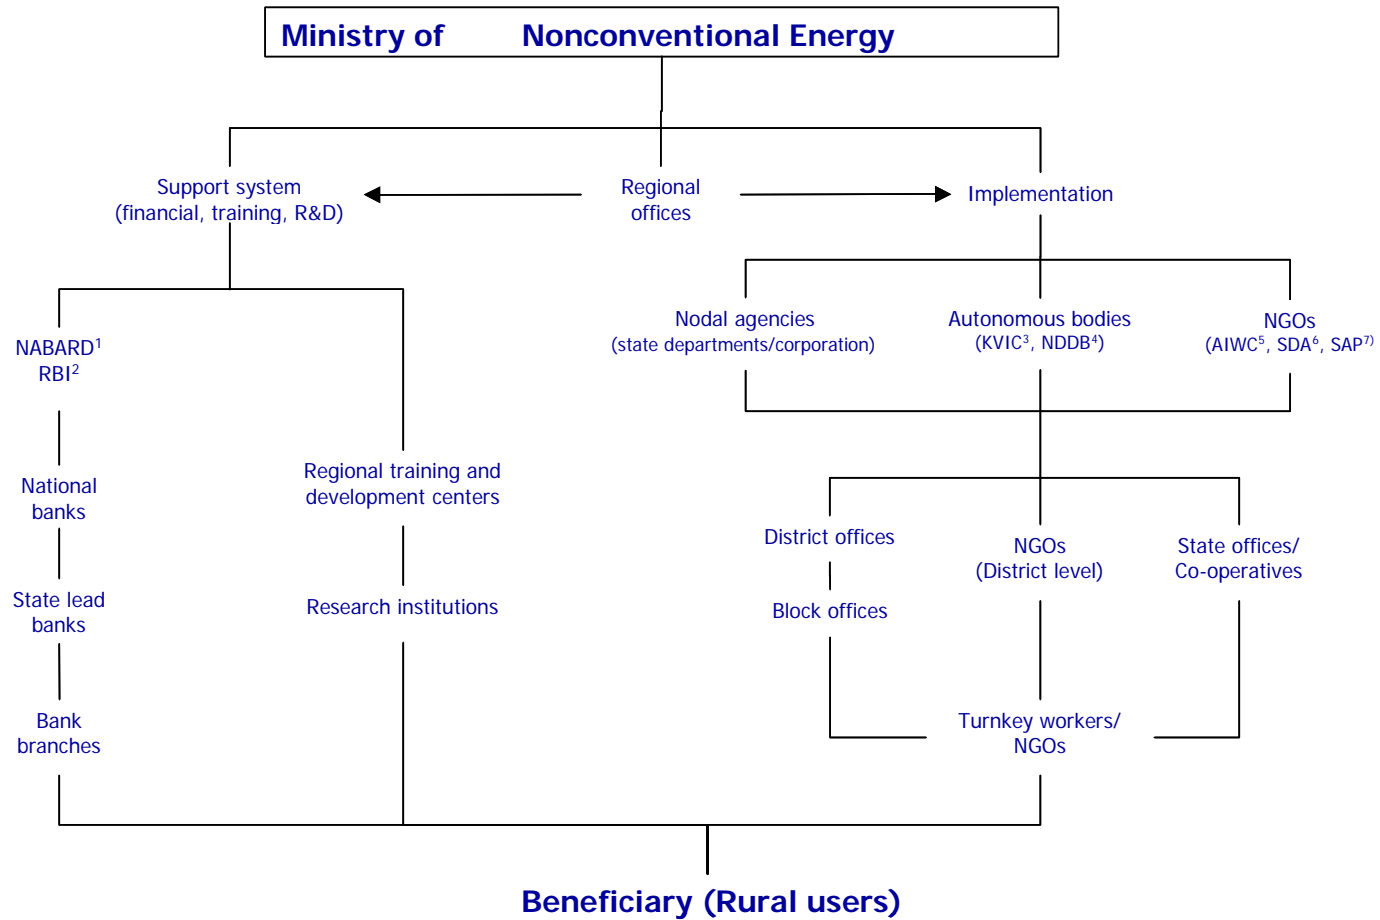 Ministry of Nonconventional Energy
Support system
(financial, training, R&D)
Regional
offices
Implementation
NABARD¹
RBI²
Nodal agencies
(state departments/corporation)
Autonomous bodies
(KVIC³, NDDB⁴)
NGOs
(AIWC⁵, SDA⁶, SAP⁷⁾
National
banks
Regional training and
development centers
District offices
NGOs
(District level)
State offices/
Co-operatives
State lead
banks
Research institutions
Block offices
Bank
branches
Turnkey workers/
NGOs
Beneficiary (Rural users)